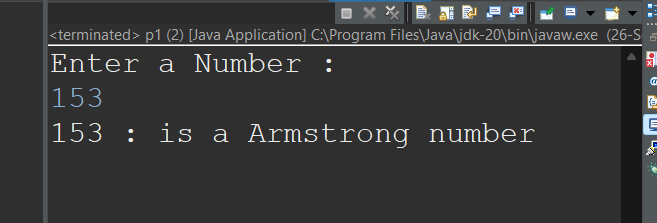 <terminated> p1 (2) [Java Application] C:\Program Files\Java\jdk-20\bin\javaw.exe (26-S
Enter a Number :
153
153 : is a Armstrong number